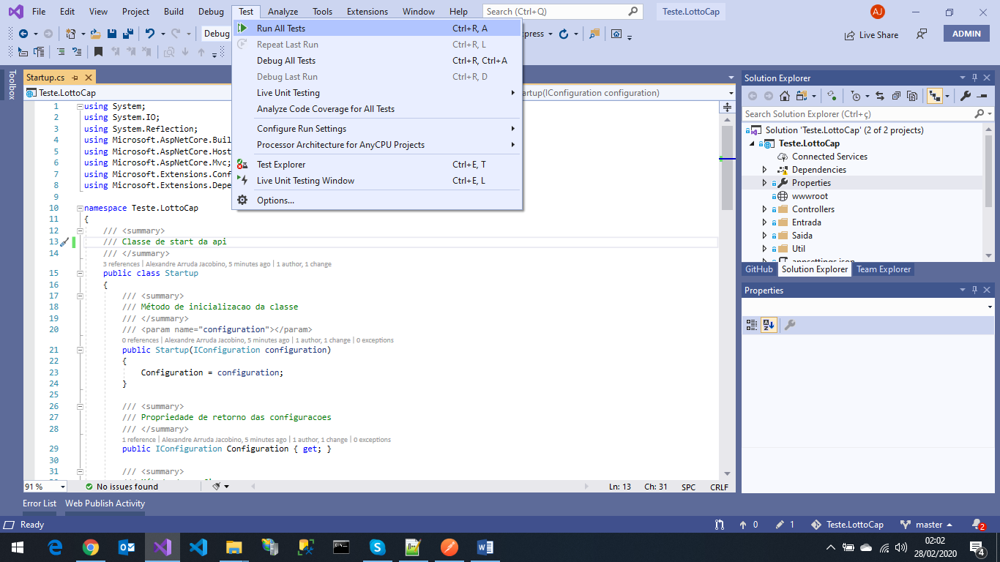 File Edit View Project Build Debug Test Analyze Tools Extensions Window Help Search (Ctrl+Q) Teste.LottoCap AJ
Debug xpress Live Share ADMIN
Run All Tests Ctrl+R, A
Repeat Last Run Ctrl+R, L
Debug All Tests Ctrl+R, Ctrl+A
Debug Last Run Ctrl+R, D
Live Unit Testing
Analyze Code Coverage for All Tests
Configure Run Settings
Processor Architecture for AnyCPU Projects
Test Explorer Ctrl+E, T
Live Unit Testing Window Ctrl+E, L
Options...
Toolbox
Startup.cs
Teste.LottoCap artup(IConfiguration configuration)
1 using System;
2 using System.IO;
3 using System.Reflection;
4 using Microsoft.AspNetCore.Buil
5 using Microsoft.AspNetCore.Host
6 using Microsoft.AspNetCore.Mvc;
7 using Microsoft.Extensions.Conf
8 using Microsoft.Extensions.Depe
9
10 namespace Teste.LottoCap
11 {
12 /// <summary>
13 /// Classe de start da api
14 /// </summary>
3 references | Alexandre Arruda Jacobino, 5 minutes ago | 1 author, 1 change
15 public class Startup
16 {
17 /// <summary>
18 /// Método de inicializacao da classe
19 /// </summary>
20 /// <param name="configuration"></param>
0 references | Alexandre Arruda Jacobino, 5 minutes ago | 1 author, 1 change | 0 exceptions
21 public Startup(IConfiguration configuration)
22 {
23 Configuration = configuration;
24 }
25
26 /// <summary>
27 /// Propriedade de retorno das configuracoes
28 /// </summary>
1 reference | Alexandre Arruda Jacobino, 5 minutes ago | 1 author, 1 change | 0 exceptions
29 public IConfiguration Configuration { get; }
30
31 /// <summary>
91 % No issues found Ln: 13 Ch: 31 SPC CRLF
Solution Explorer
Search Solution Explorer (Ctrl+ç)
Solution 'Teste.LottoCap' (2 of 2 projects)
Teste.LottoCap
Connected Services
Dependencies
Properties
wwwroot
Controllers
Entrada
Saida
Util
appsettings.json
GitHub Solution Explorer Team Explorer
Properties
Error List Web Publish Activity
Ready 0 1 Teste.LottoCap master 2
02:02
28/02/2020 4